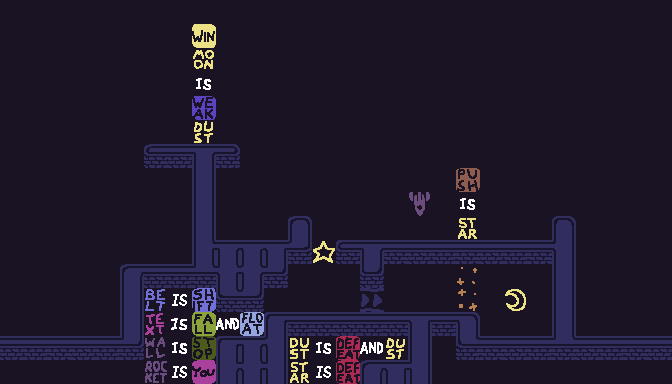 WIN
MOON
IS
WEAK
DUST
PUSH
IS
STAR
BELT IS SHIFT
TEXT IS FALL AND FLOAT
WALL IS STOP
DUST IS DEFEAT AND DUST
ROCKET IS YOU
STAR IS DEFEAT